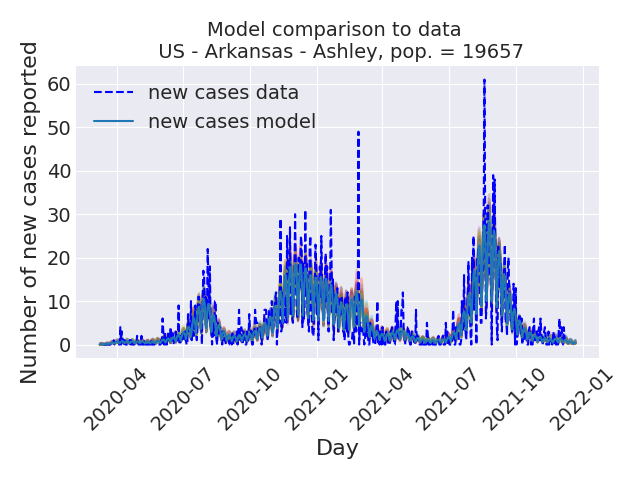 Model comparison to data
US - Arkansas - Ashley, pop. = 19657
Number of new cases reported
60
50
40
30
20
10
0
new cases data
new cases model
2020-04
2020-07
2020-10
2021-01
2021-04
2021-07
2021-10
2022-01
Day